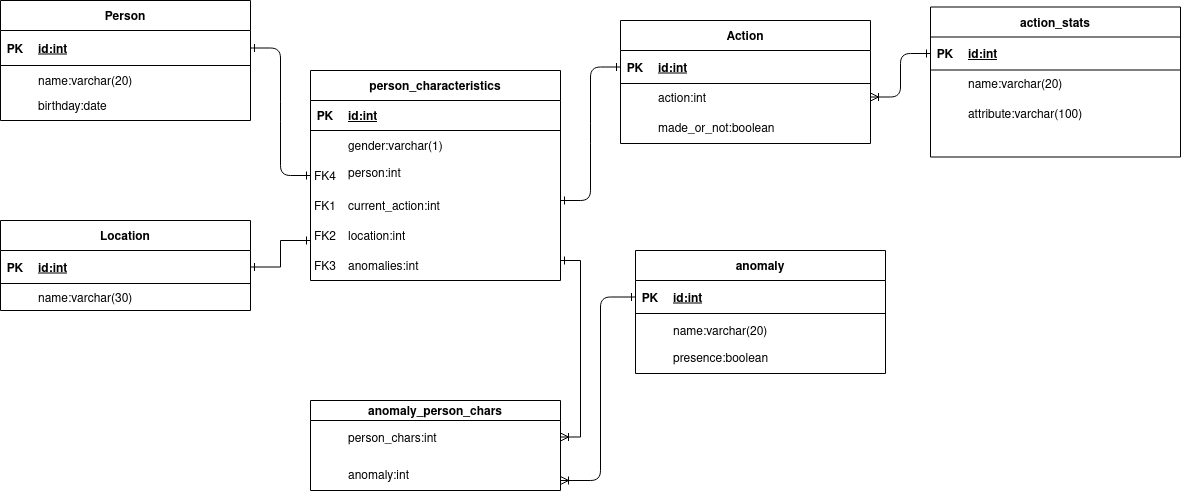 Person
PK id:int
name:varchar(20)
birthday:date
person_characteristics
PK id:int
gender:varchar(1)
FK4 person:int
FK1 current_action:int
FK2 location:int
FK3 anomalies:int
Action
PK id:int
action:int
made_or_not:boolean
action_stats
PK id:int
name:varchar(20)
attribute:varchar(100)
Location
PK id:int
name:varchar(30)
anomaly
PK id:int
name:varchar(20)
presence:boolean
anomaly_person_chars
person_chars:int
anomaly:int